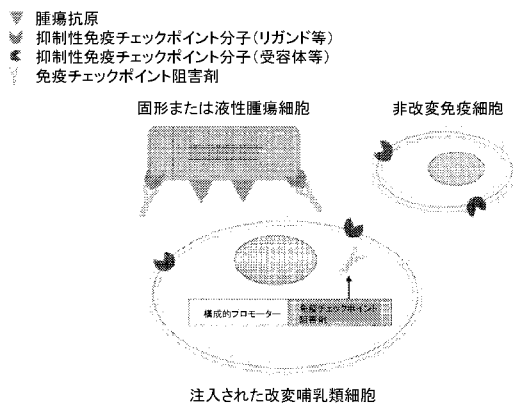 腫瘍抗原
抑制性免疫チェックポイント分子(リガンド等)
抑制性免疫チェックポイント分子(受容体等)
免疫チェックポイント阻害剤
固形または液性腫瘍細胞
非改変免疫細胞
構成的プロモーター
免疫チェックポイント
阻害剤
注入された改変哺乳類細胞